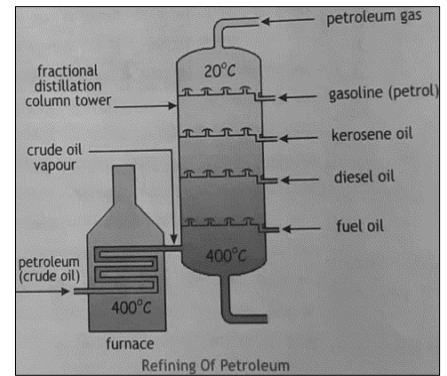 petroleum gas
20°C
fractional
distillation
column tower
gasoline (petrol)
kerosene oil
crude oil
vapour
diesel oil
fuel oil
petroleum
(crude oil)
400°C
400°C
furnace
Refining Of Petroleum